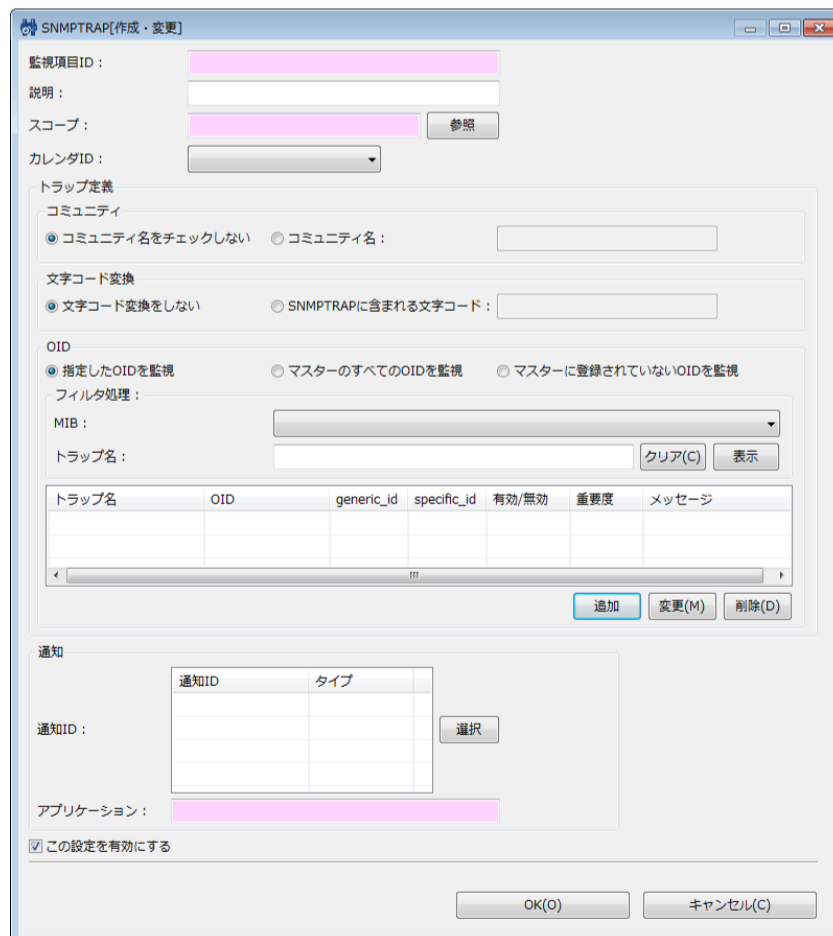 SNMPTRAP[作成・変更]
監視項目ID：
説明：
スコープ： 参照
カレンダID：
トラップ定義
コミュニティ
コミュニティ名をチェックしない コミュニティ名：
文字コード変換
文字コード変換をしない SNMPTRAPに含まれる文字コード：
OID
指定したOIDを監視 マスターのすべてのOIDを監視 マスターに登録されていないOIDを監視
フィルタ処理：
MIB：
トラップ名： クリア(C) 表示
トラップ名 OID generic_id specific_id 有効/無効 重要度 メッセージ
追加 変更(M) 削除(D)
通知
通知ID タイプ
通知ID： 選択
アプリケーション：
この設定を有効にする
OK(O) キャンセル(C)